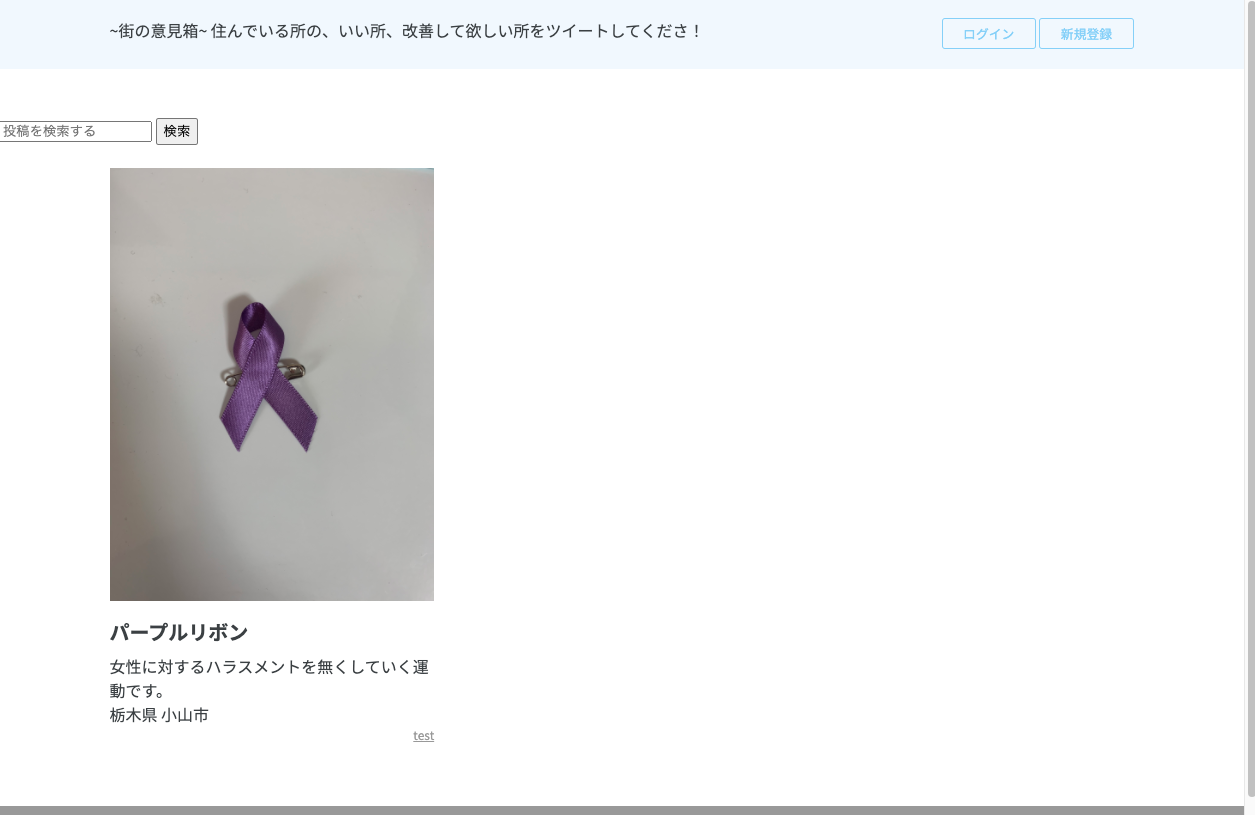 ~街の意見箱~ 住んでいる所の、いい所、改善して欲しい所をツイートしてくださ！
ログイン
新規登録
投稿を検索する
検索
パープルリボン
女性に対するハラスメントを無くしていく運
動です。
栃木県 小山市
test